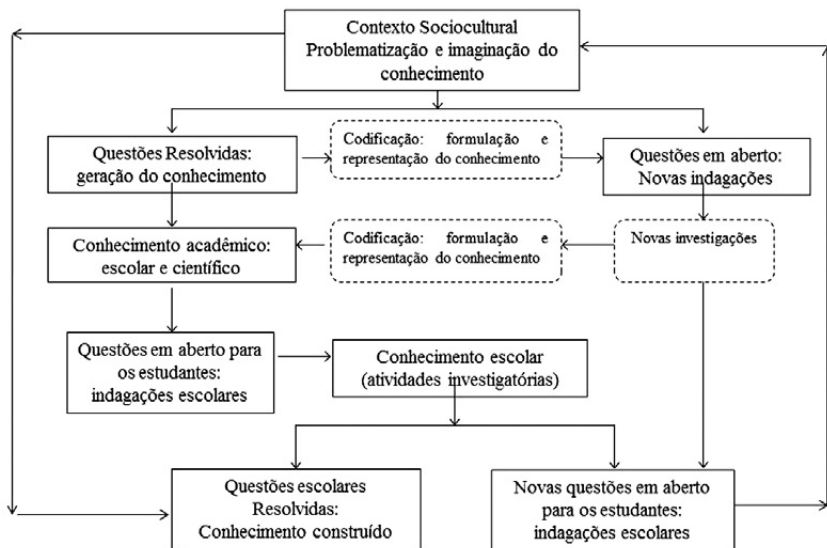 Contexto Sociocultural
Problematização e imaginação do
conhecimento
Questões Resolvidas:
geração do conhecimento
Codificação: formulação e
representação do conhecimento
Questões em aberto:
Novas indagações
Conhecimento acadêmico:
escolar e científico
Codificação: formulação e
representação do conhecimento
Novas investigações
Questões em aberto para
os estudantes:
indagações escolares
Conhecimento escolar
(atividades investigatórias)
Questões escolares
Resolvidas:
Conhecimento construído
Novas questões em aberto
para os estudantes:
indagações escolares